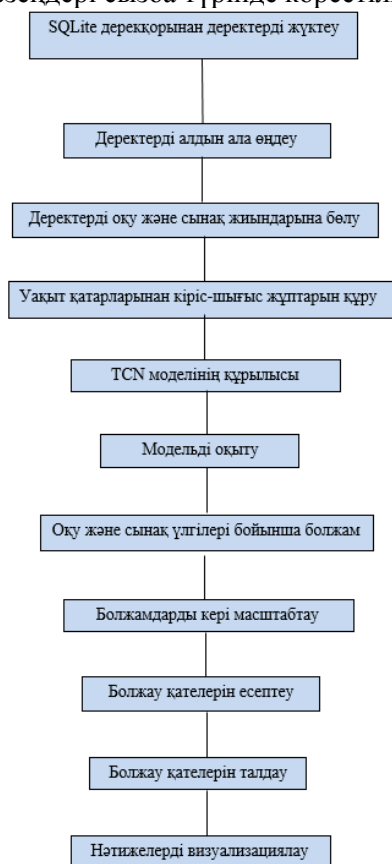 SQLite дерекқорынан деректерді жүктеу
Деректерді алдын ала өңдеу
Деректерді оқу және сынақ жиындарына бөлу
Уақыт қатарларынан кіріс-шығыс жұптарын құру
TCN моделінің құрылысы
Модельді оқыту
Оқу және сынақ үлгілері бойынша болжам
Болжамдарды кері масштабтау
Болжау қателерін есептеу
Болжау қателерін талдау
Нәтижелерді визуализациялау